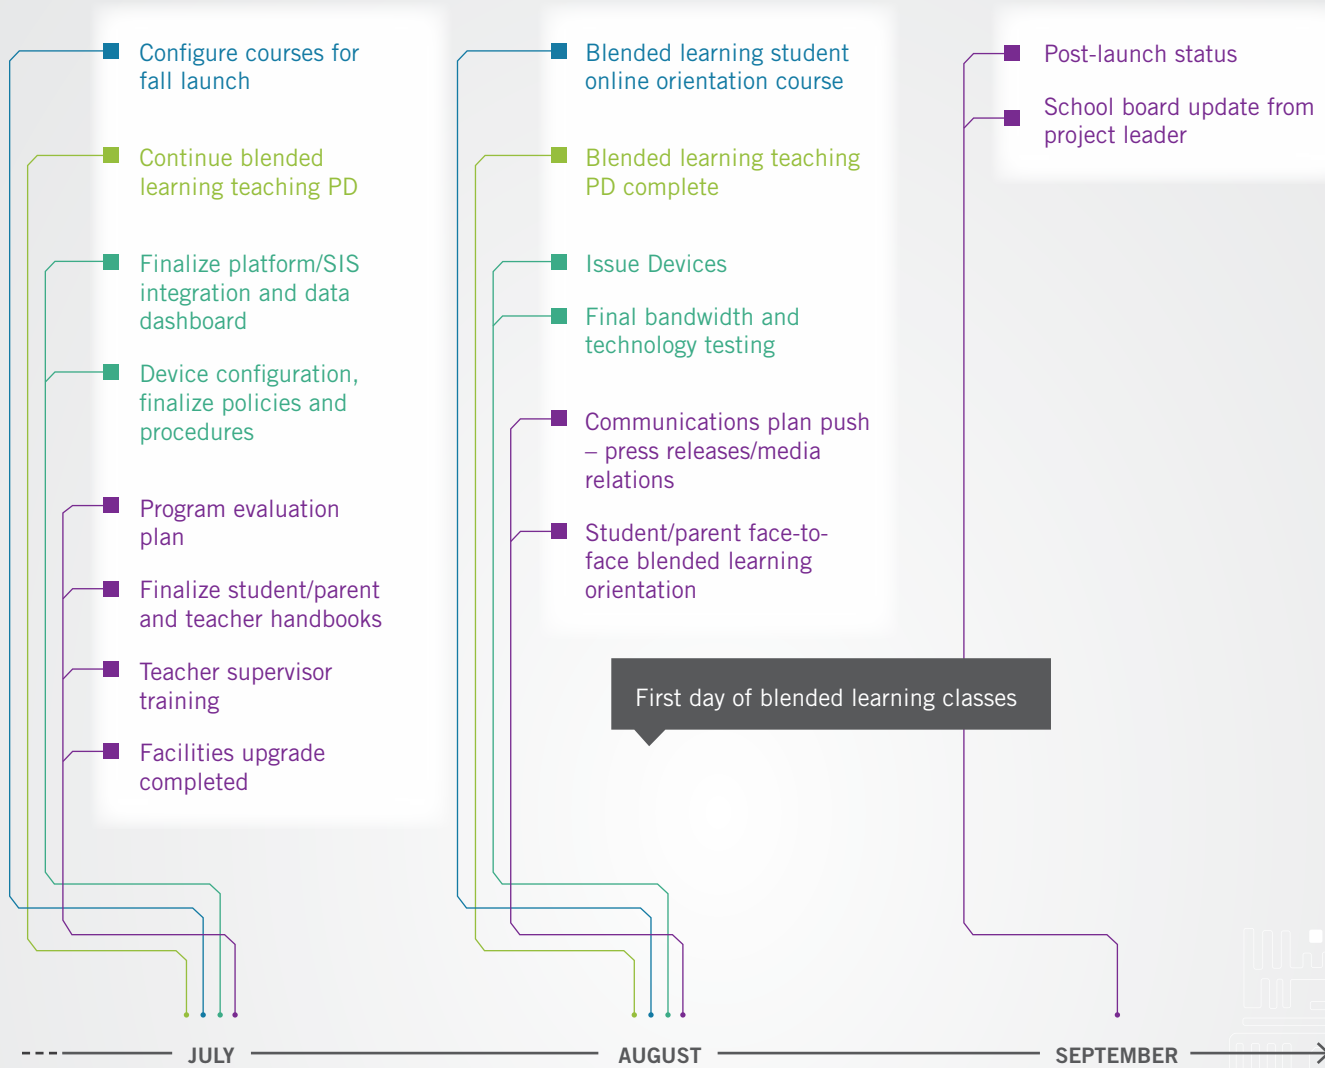 Configure courses for
fall launch
Continue blended
learning teaching PD
Finalize platform/SIS
integration and data
dashboard
Device configuration,
finalize policies and
procedures
Program evaluation
plan
Finalize student/parent
and teacher handbooks
Teacher supervisor
training
Facilities upgrade
completed
Blended learning student
online orientation course
Blended learning teaching
PD complete
Issue Devices
Final bandwidth and
technology testing
Communications plan push
– press releases/media
relations
Student/parent face-to-
face blended learning
orientation
Post-launch status
School board update from
project leader
First day of blended learning classes
JULY
AUGUST
SEPTEMBER